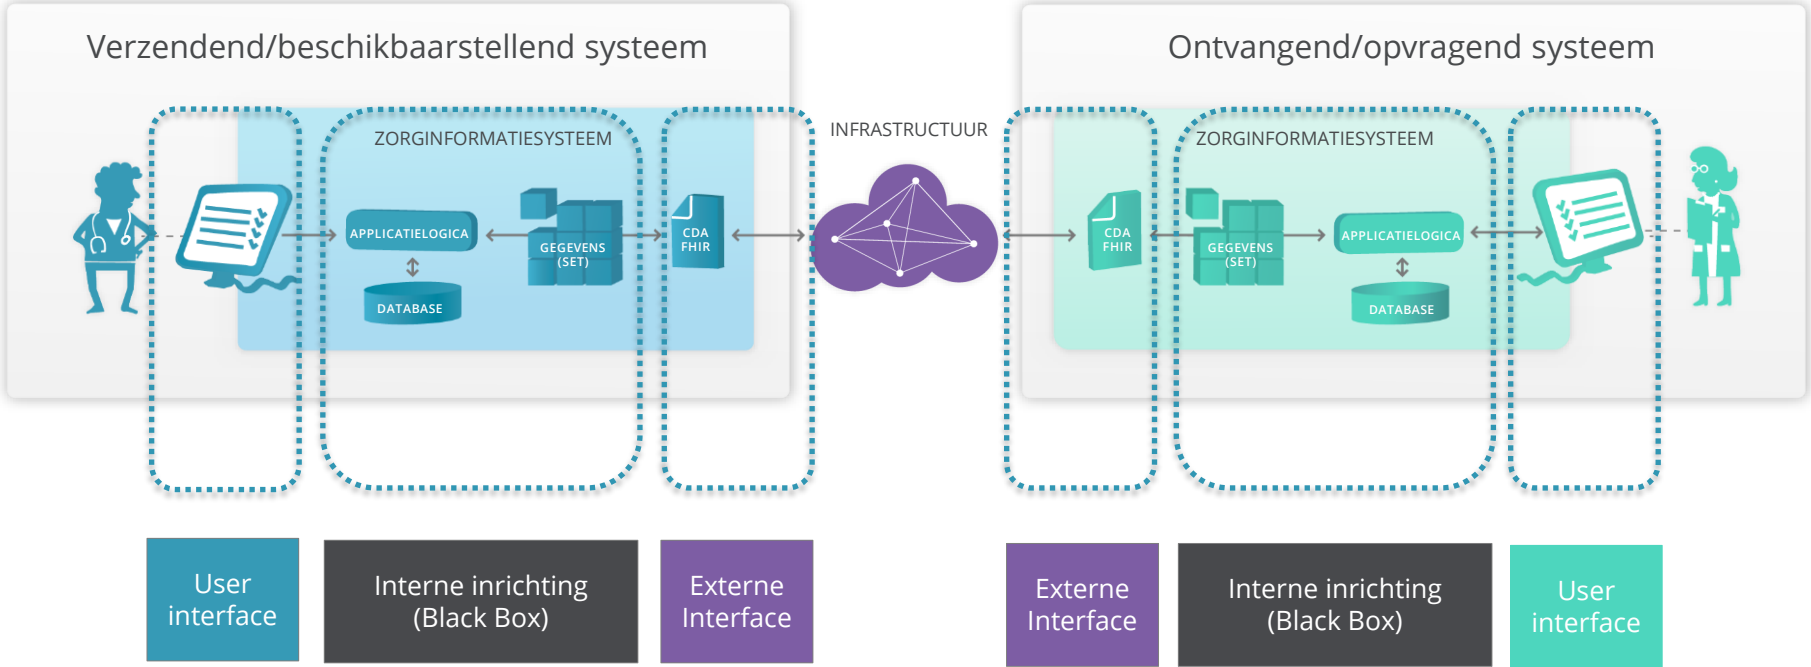 Verzendend/beschikbaarstellend systeem
Ontvangend/opvragend systeem
ZORGINFORMATIESYSTEEM
INFRASTRUCTUUR
ZORGINFORMATIESYSTEEM
APPLICATIELOGICA
GEGEVENS
(SET)
DATABASE
CDA
FHIR
CDA
FHIR
GEGEVENS
(SET)
APPLICATIELOGICA
DATABASE
User
interface
Interne inrichting
(Black Box)
Externe
Interface
Externe
Interface
Interne inrichting
(Black Box)
User
interface